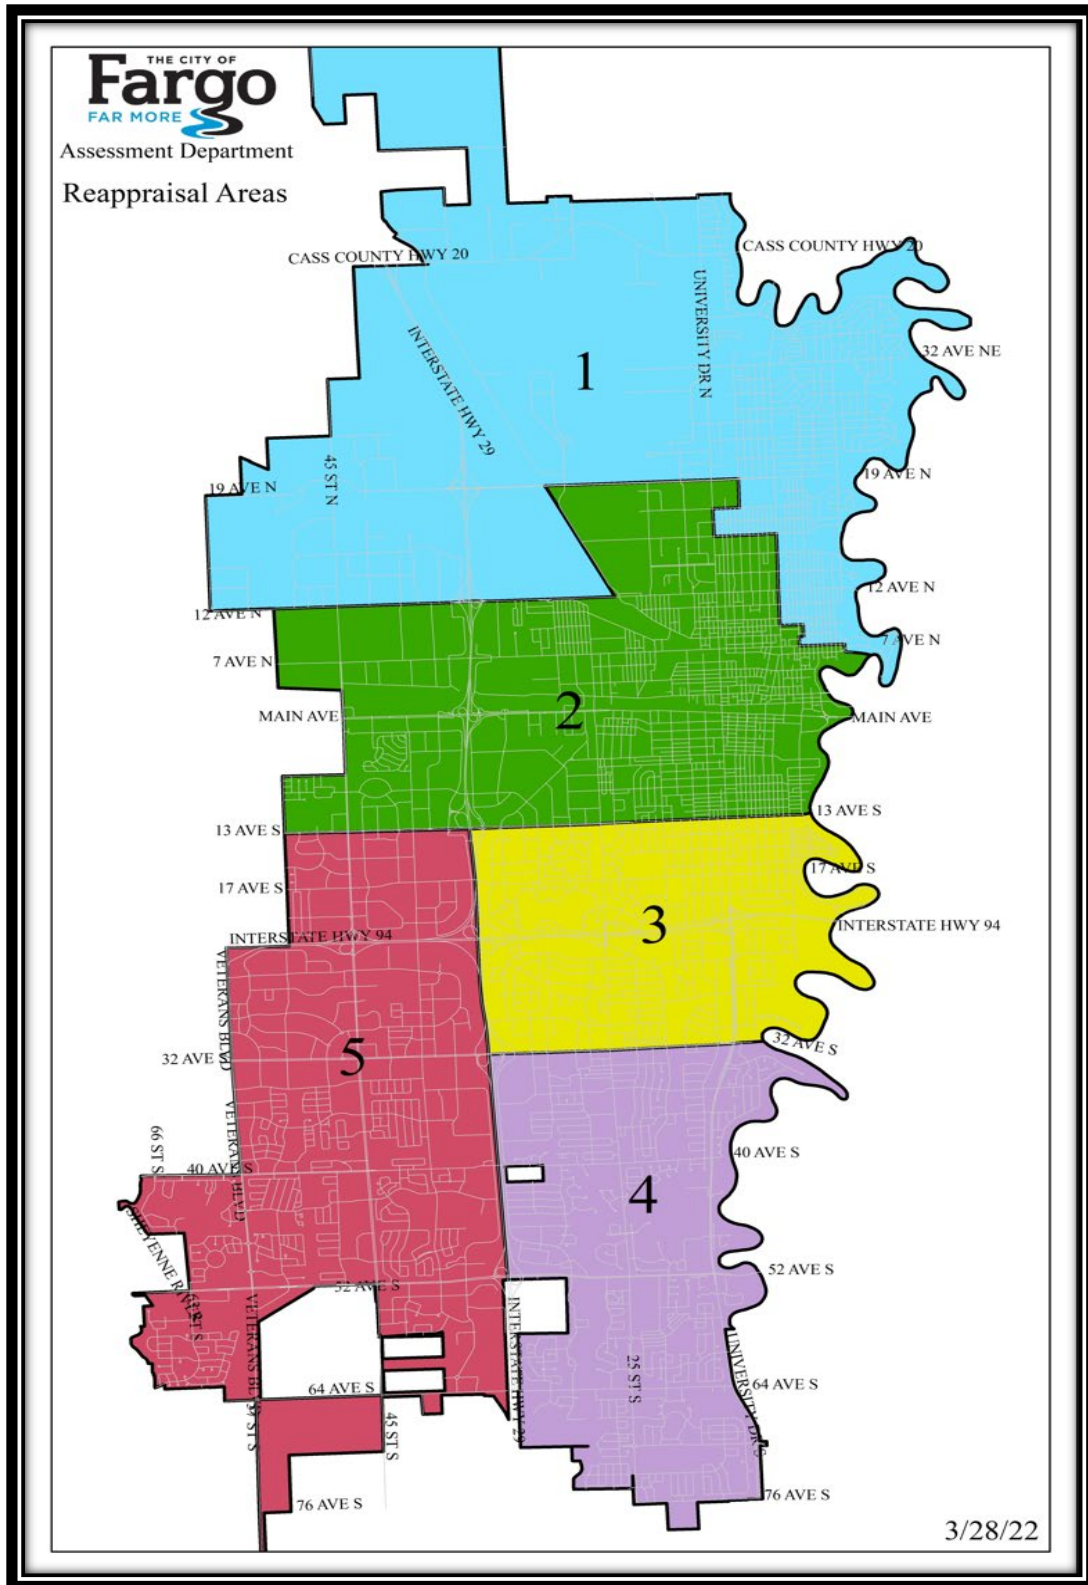 THE CITY OF
Fargo
FAR MORE
Assessment Department
Reappraisal Areas
CASS COUNTY HWY 20
CASS COUNTY HWY 20
UNIVERSITY DR N
INTERSTATE HWY 29
32 AVE NE
1
45 ST N
19 AVE N
19 AVE N
12 AVE N
12 AVE N
7 AVE N
7 AVE N
MAIN AVE
2
MAIN AVE
13 AVE S
13 AVE S
17 AVE S
17 AVE S
3
INTERSTATE HWY 94
INTERSTATE HWY 94
VETERANS BLVD
32 AVE S
5
32 AVE S
VETERANS BLVD
66 ST S
40 AVE S
40 AVE S
4
SHEYENNE RIVER
52 AVE S
52 AVE S
VETERANS BLVD
INTERSTATE HWY 29
25 ST S
UNIVERSITY DR S
64 AVE S
64 AVE S
45 ST S
76 AVE S
76 AVE S
3/28/22